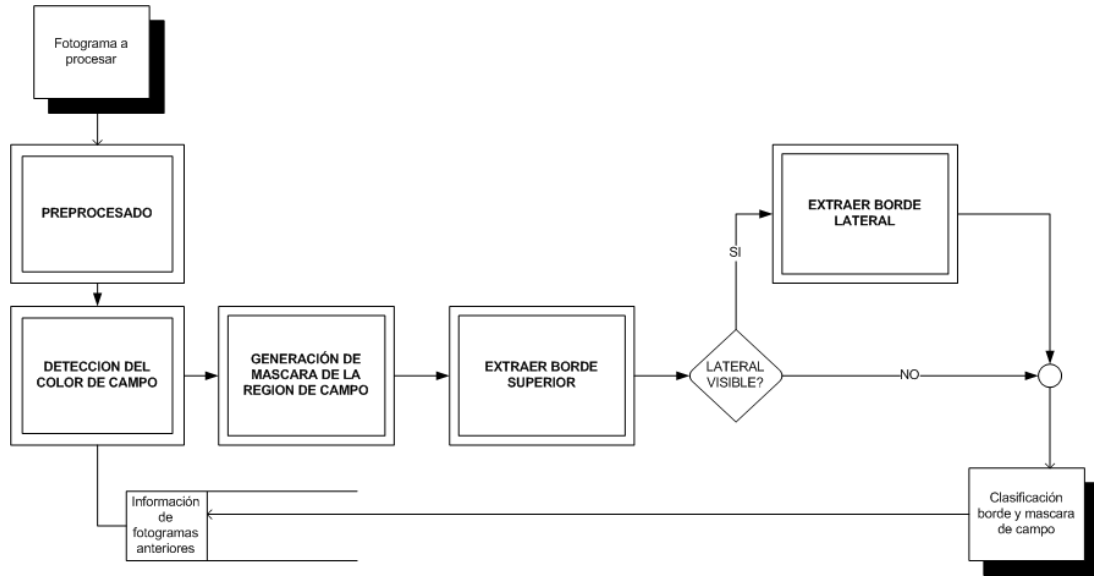 Fotograma a
procesar
PREPROCESADO
DETECCION DEL
COLOR DE CAMPO
GENERACIÓN DE
MASCARA DE LA
REGION DE CAMPO
EXTRAER BORDE
SUPERIOR
LATERAL
VISIBLE?
SI
EXTRAER BORDE
LATERAL
NO
Clasificación
borde y mascara
de campo
Información
de
fotogramas
anteriores